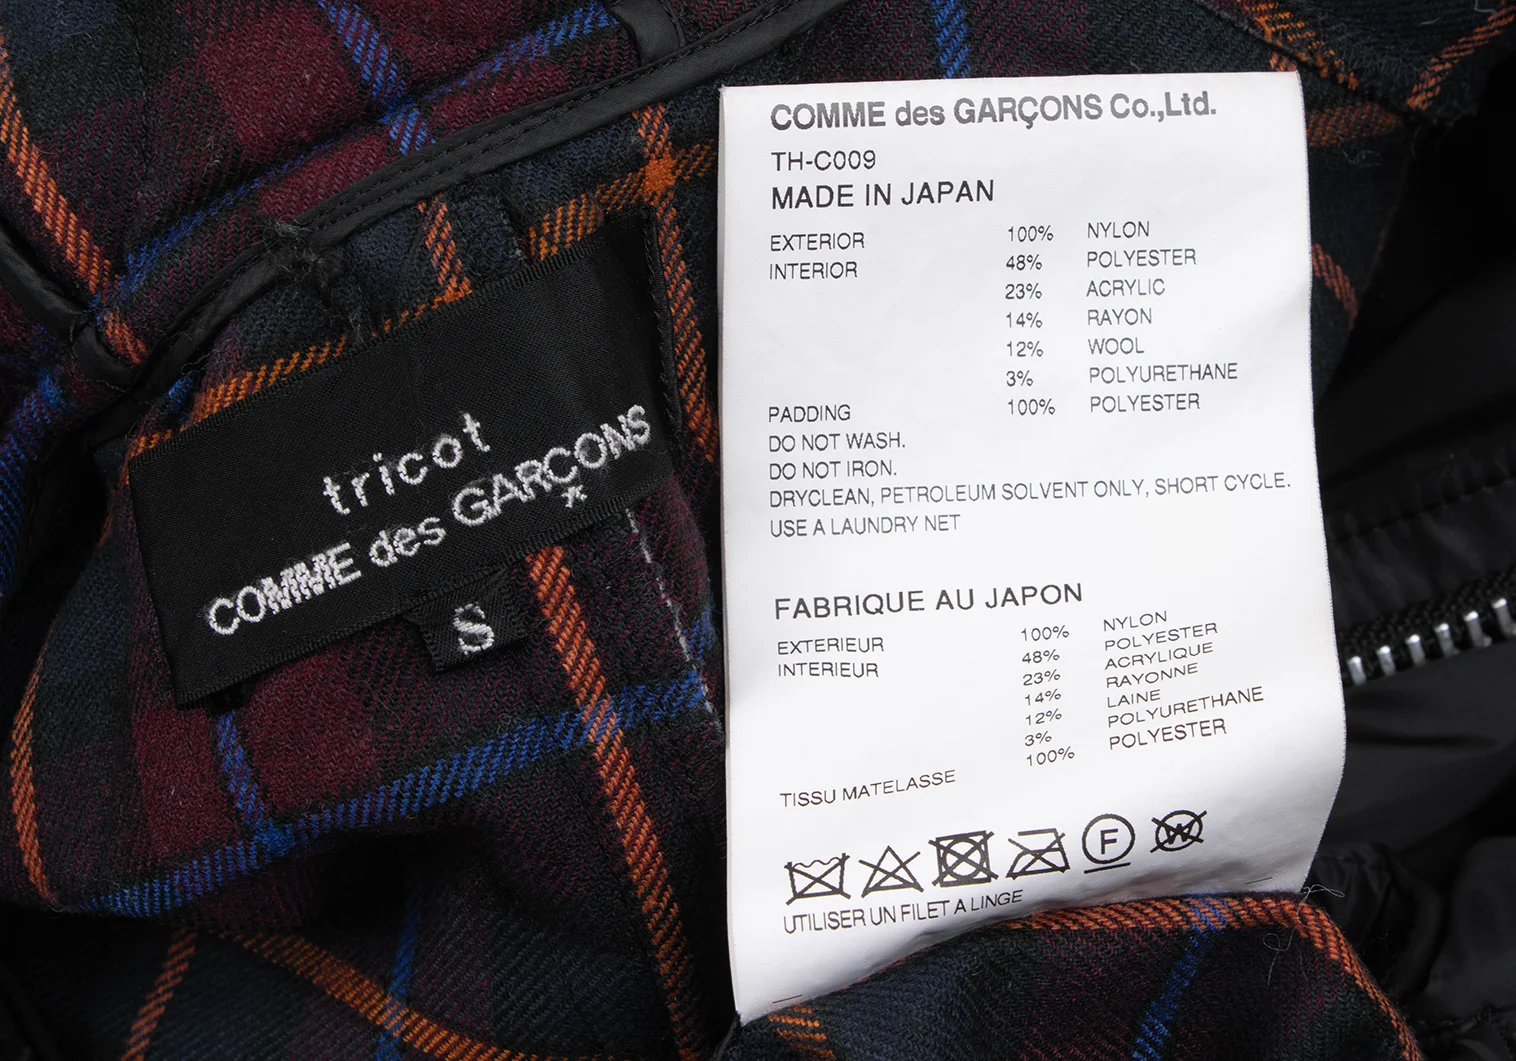 tricot
COMME des GARÇONS
S
COMME des GARÇONS Co.,Ltd.
TH-C009
MADE IN JAPAN
EXTERIOR 100% NYLON
INTERIOR 48% POLYESTER
23% ACRYLIC
14% RAYON
12% WOOL
3% POLYURETHANE
PADDING 100% POLYESTER
DO NOT WASH.
DO NOT IRON.
DRYCLEAN, PETROLEUM SOLVENT ONLY, SHORT CYCLE.
USE A LAUNDRY NET
FABRIQUE AU JAPON
EXTERIEUR 100% NYLON
INTERIEUR 48% POLYESTER
23% ACRYLIQUE
14% RAYONNE
12% LAINE
3% POLYURETHANE
TISSU MATELASSE 100% POLYESTER
F
W
UTILISER UN FILET A LINGE